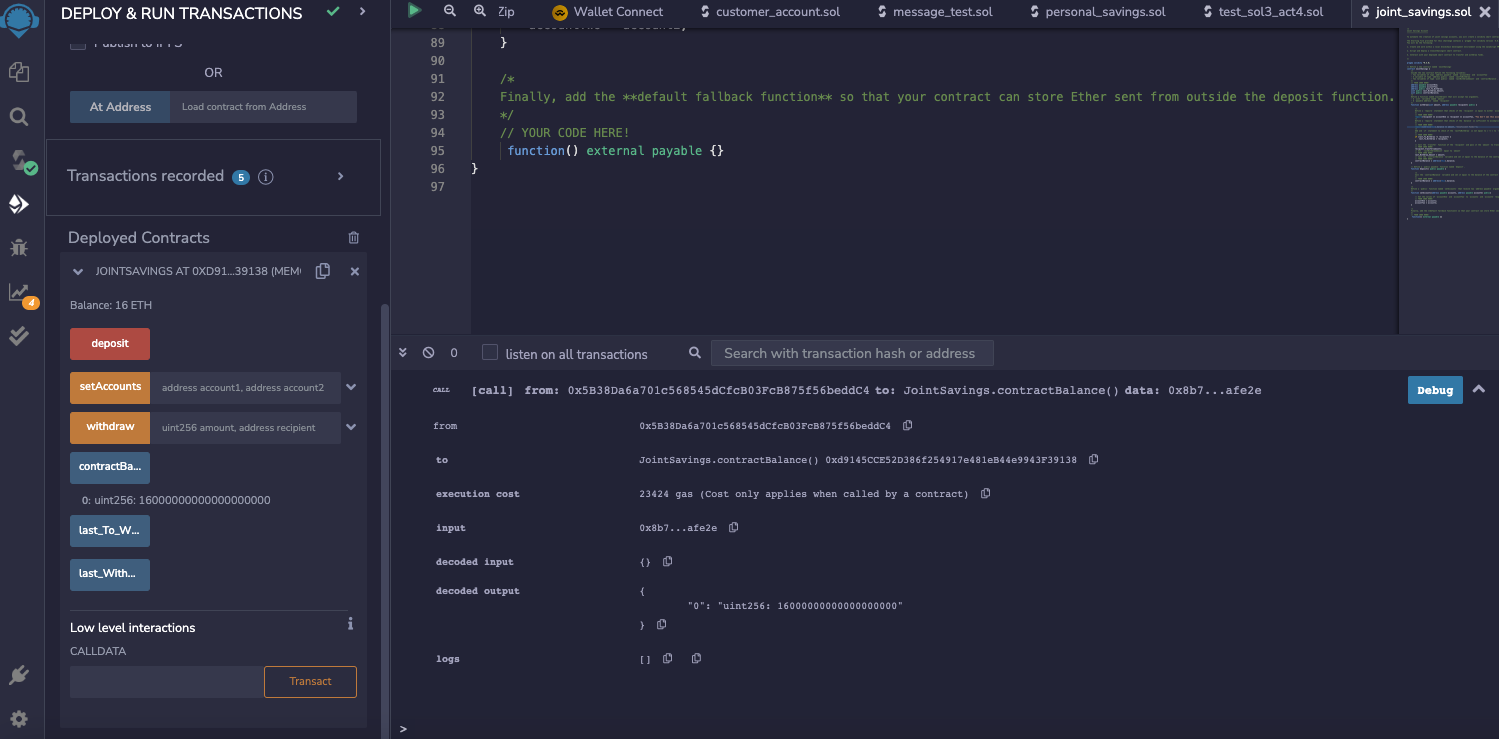 DEPLOY & RUN TRANSACTIONS
Publish to IPFS
OR
At Address Load contract from Address
Transactions recorded 5 i
Deployed Contracts
JOINTSAVINGS AT 0XD91...39138 (MEM
Balance: 16 ETH
deposit
setAccounts address account1, address account2
withdraw uint256 amount, address recipient
contractBa...
0: uint256: 16000000000000000000
last_To_W...
last_With...
Low level interactions
i
CALLDATA
Transact
4
Zip Wallet Connect customer_account.sol message_test.sol personal_savings.sol test_sol3_act4.sol joint_savings.sol
89 }
90
91 /*
92 Finally, add the **default fallback function** so that your contract can store Ether sent from outside the deposit function.
93 */
94 // YOUR CODE HERE!
95 function() external payable {}
96 }
97
0 listen on all transactions Search with transaction hash or address
CALL [call] from: 0x5B38Da6a701c568545dCfcB03FcB875f56beddC4 to: JointSavings.contractBalance() data: 0x8b7...afe2e Debug
from 0x5B38Da6a701c568545dCfcB03FcB875f56beddC4
to JointSavings.contractBalance() 0xd9145CCE52D386f254917e481eB44e9943F39138
execution cost 23424 gas (Cost only applies when called by a contract)
input 0x8b7...afe2e
decoded input {}
decoded output {
"0": "uint256: 16000000000000000000"
}
logs []
>